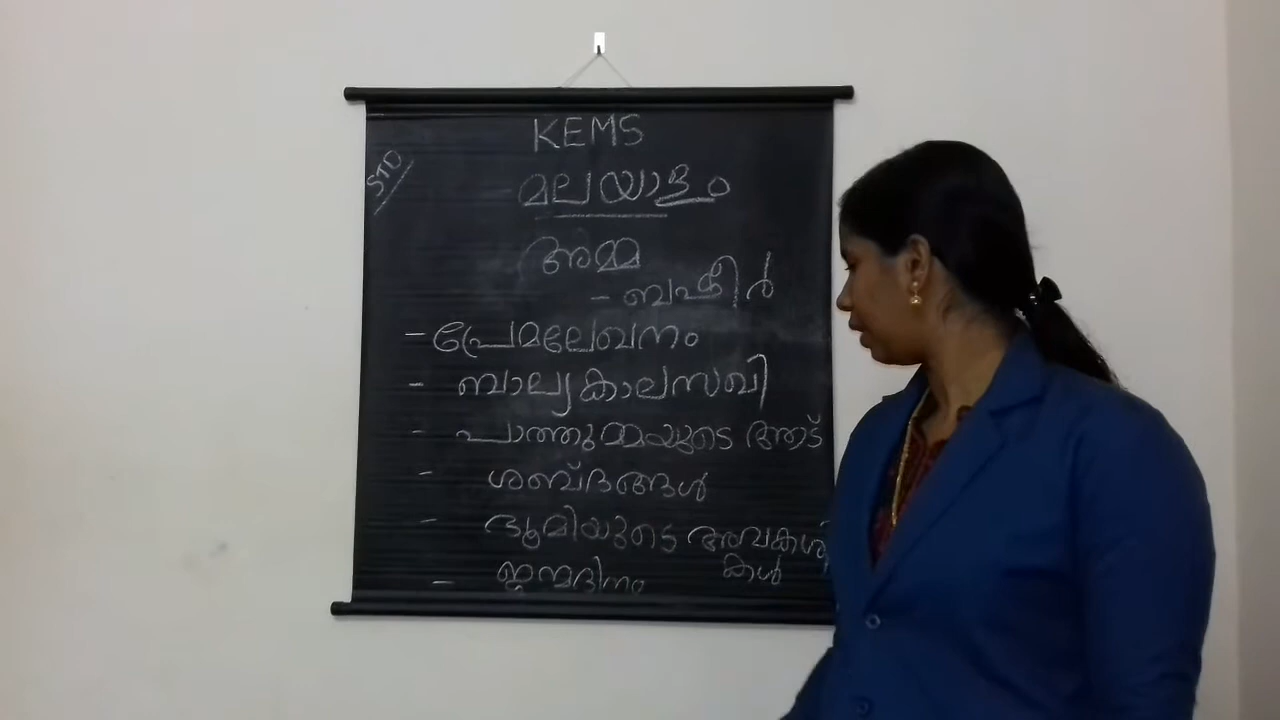 KEMS
STD
മലയാളം
അമ്മ
- ബഷീർ
- പ്രേമലേഖനം
- ബാല്യകാലസഖി
- പാത്തുമ്മയുടെ ആട്
- ശബ്ദങ്ങൾ
- ഭൂമിയുടെ അവകാശി
കൾ
- ജന്മദിനം